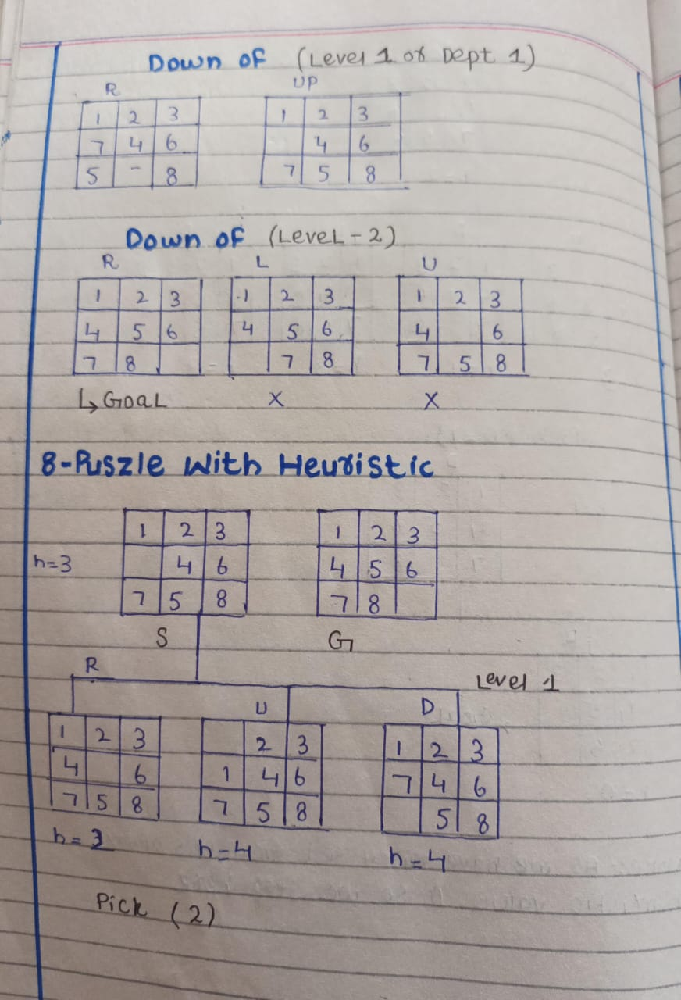 Down of (Level 1 or Dept 1)
R UP
1 2 3 1 2 3
7 4 6 4 6
5 - 8 7 5 8
Down of (Level-2)
R L U
1 2 3 1 2 3 1 2 3
4 5 6 4 5 6 4 6
7 8 7 8 7 5 8
↳ Goal X X
8-Puszle With Heuristic
1 2 3 1 2 3
h=3 4 6 4 5 6
7 5 8 7 8
S G
R
Level 1
U D
1 2 3 2 3 1 2 3
4 6 1 4 6 7 4 6
7 5 8 7 5 8 5 8
h=3 h=4 h=4
Pick (2)